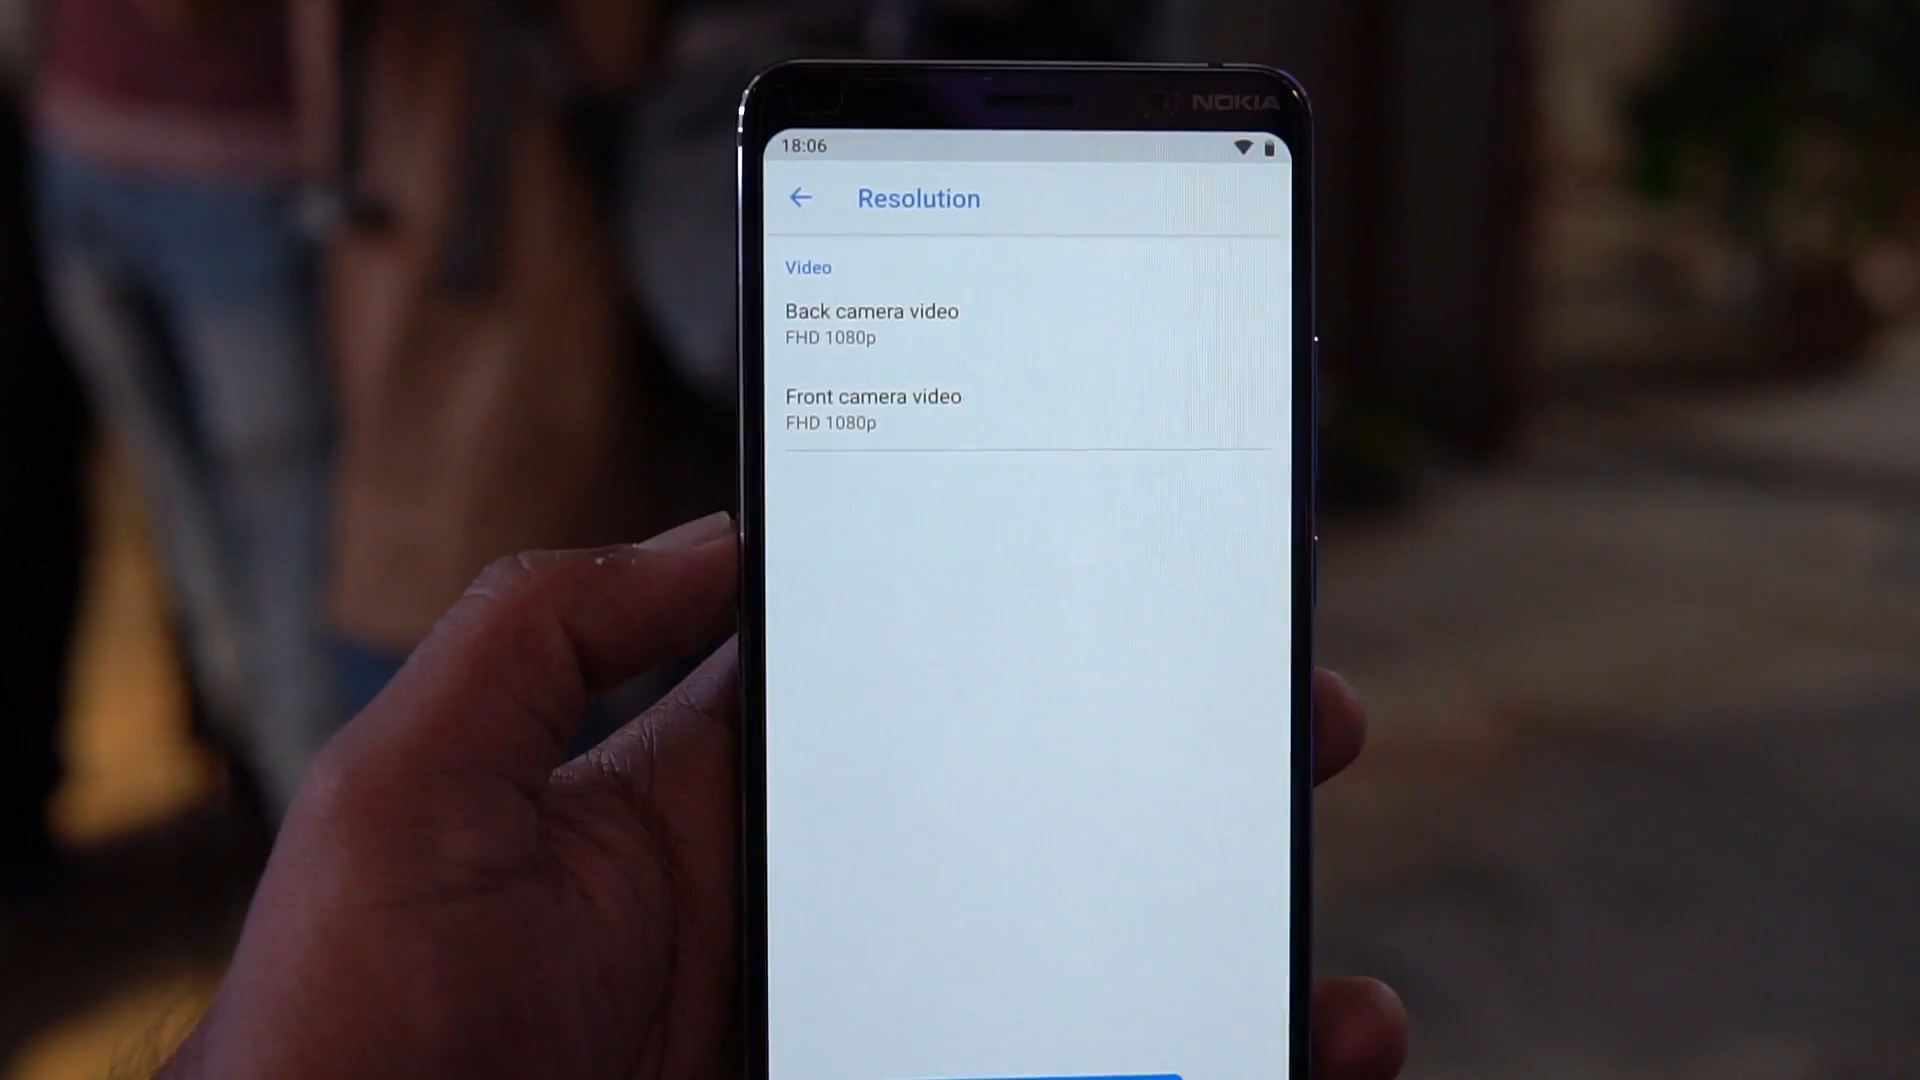 NOKIA
18:06
Resolution
Video
Back camera video
FHD 1080p
Front camera video
FHD 1080p